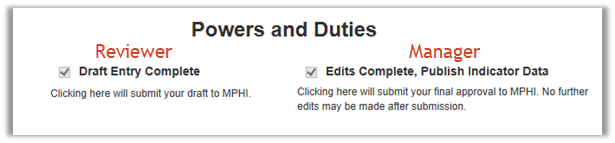 Powers and Duties
Reviewer
Draft Entry Complete
Clicking here will submit your draft to MPHI.
Manager
Edits Complete, Publish Indicator Data
Clicking here will submit your final approval to MPHI. No further
edits may be made after submission.